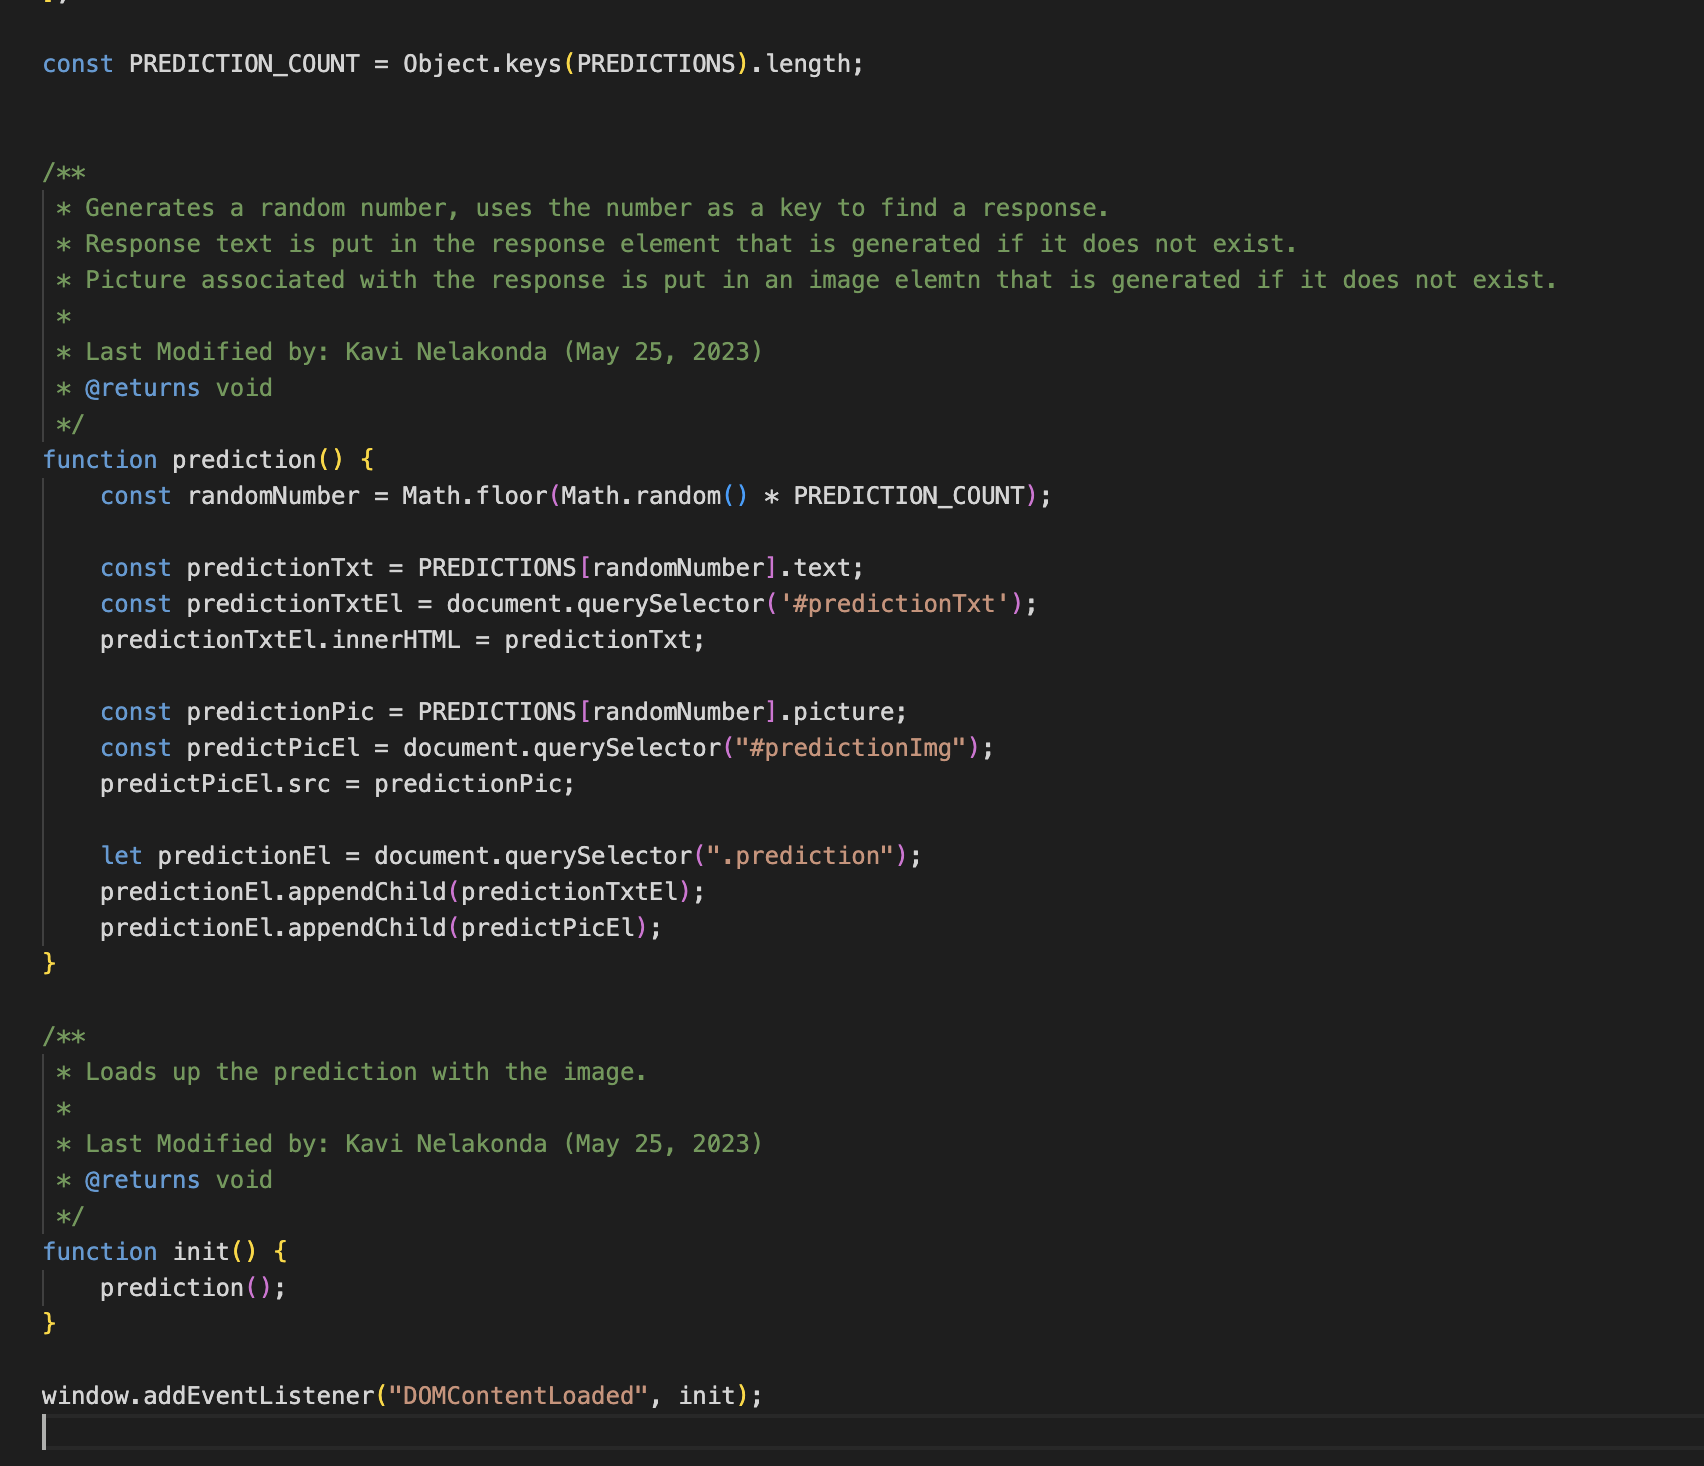 };
const PREDICTION_COUNT = Object.keys(PREDICTIONS).length;
/**
 * Generates a random number, uses the number as a key to find a response.
 * Response text is put in the response element that is generated if it does not exist.
 * Picture associated with the response is put in an image elemtn that is generated if it does not exist.
 *
 * Last Modified by: Kavi Nelakonda (May 25, 2023)
 * @returns void
 */
function prediction() {
    const randomNumber = Math.floor(Math.random() * PREDICTION_COUNT);
    const predictionTxt = PREDICTIONS[randomNumber].text;
    const predictionTxtEl = document.querySelector('#predictionTxt');
    predictionTxtEl.innerHTML = predictionTxt;
    const predictionPic = PREDICTIONS[randomNumber].picture;
    const predictPicEl = document.querySelector("#predictionImg");
    predictPicEl.src = predictionPic;
    let predictionEl = document.querySelector(".prediction");
    predictionEl.appendChild(predictionTxtEl);
    predictionEl.appendChild(predictPicEl);
}
/**
 * Loads up the prediction with the image.
 *
 * Last Modified by: Kavi Nelakonda (May 25, 2023)
 * @returns void
 */
function init() {
    prediction();
}
window.addEventListener("DOMContentLoaded", init);